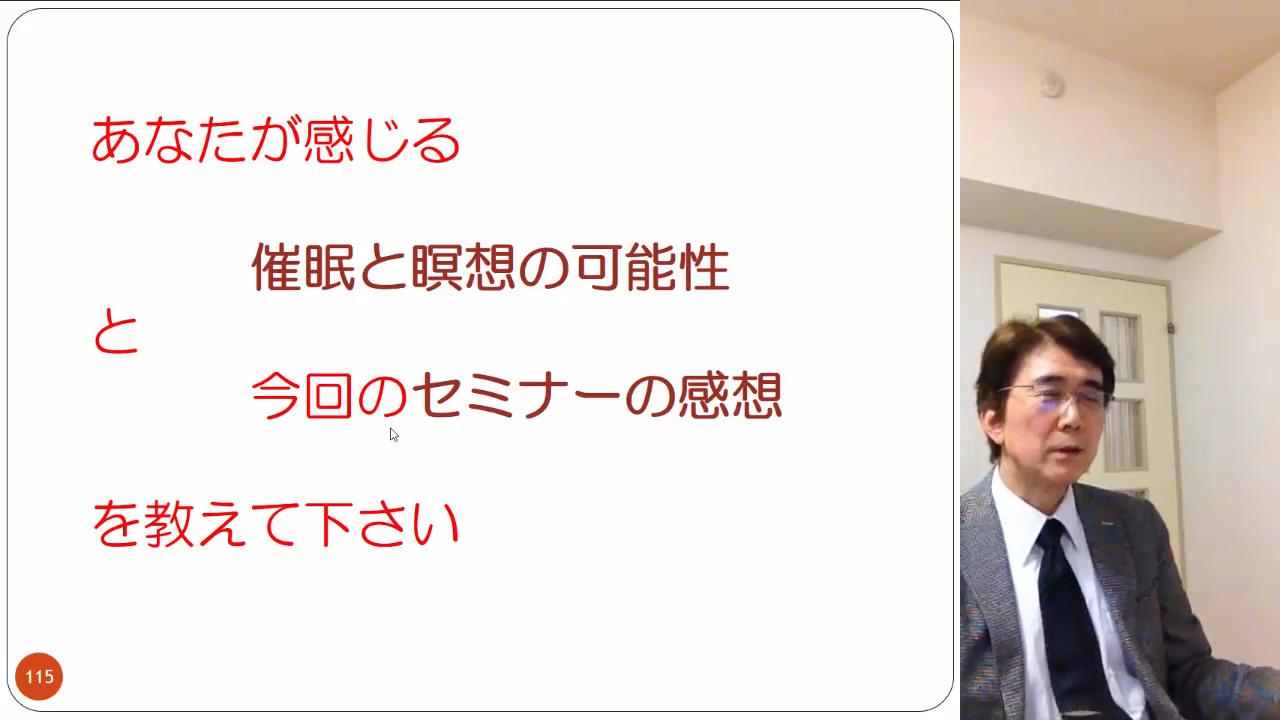 あなたが感じる
催眠と瞑想の可能性
と
今回のセミナーの感想
を教えて下さい
115